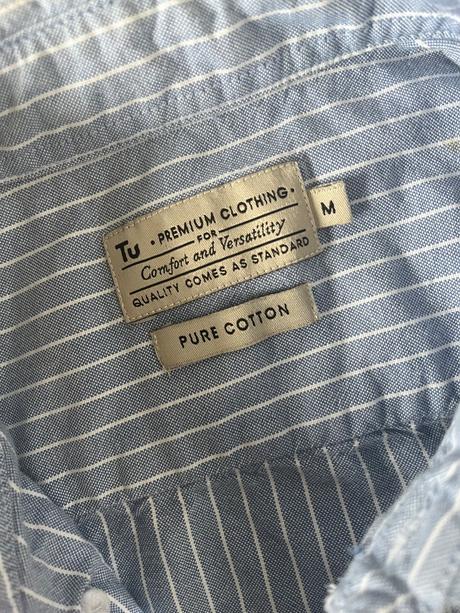 Tu • PREMIUM CLOTHING •
FOR
Comfort and Versatility
QUALITY COMES AS STANDARD
M
PURE COTTON